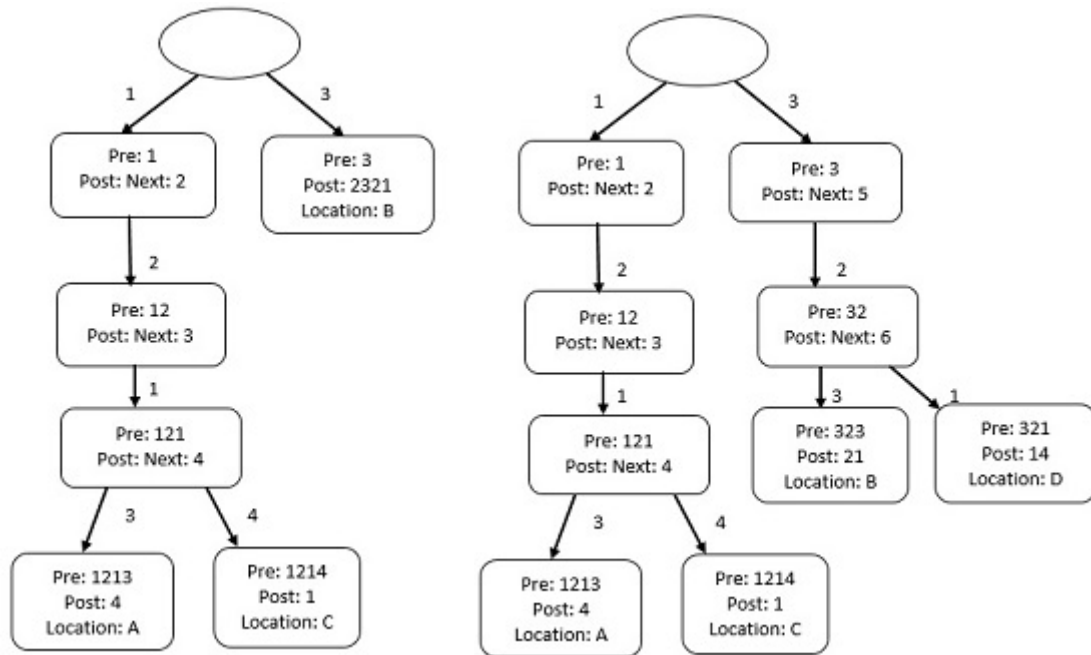 1
3
Pre: 1
Post: Next: 2
Pre: 3
Post: 2321
Location: B
2
Pre: 12
Post: Next: 3
1
Pre: 121
Post: Next: 4
3
4
Pre: 1213
Post: 4
Location: A
Pre: 1214
Post: 1
Location: C
1
3
Pre: 1
Post: Next: 2
Pre: 3
Post: Next: 5
2
2
Pre: 12
Post: Next: 3
Pre: 32
Post: Next: 6
1
3
1
Pre: 121
Post: Next: 4
Pre: 323
Post: 21
Location: B
Pre: 321
Post: 14
Location: D
3
4
Pre: 1213
Post: 4
Location: A
Pre: 1214
Post: 1
Location: C